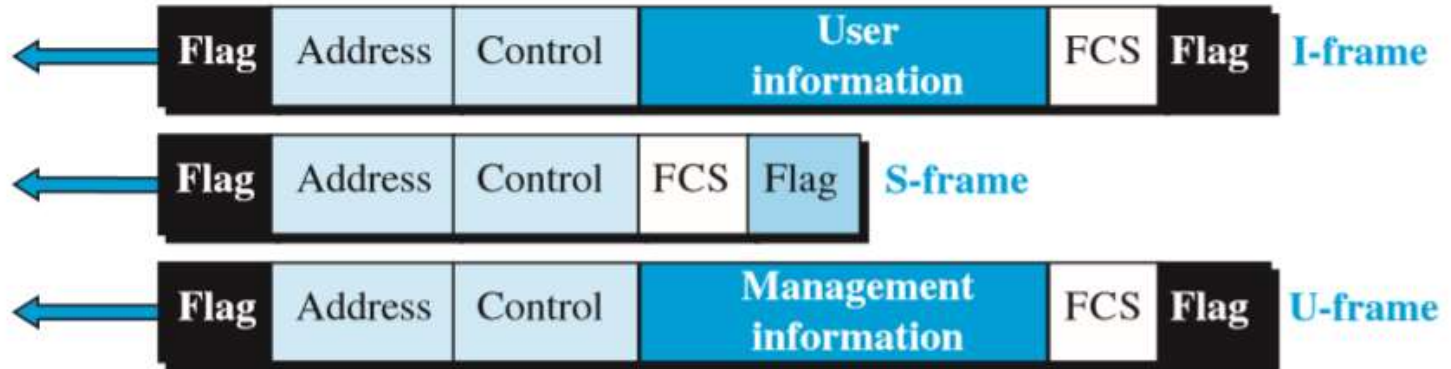 Flag Address Control User information FCS Flag I-frame
Flag Address Control FCS Flag S-frame
Flag Address Control Management information FCS Flag U-frame